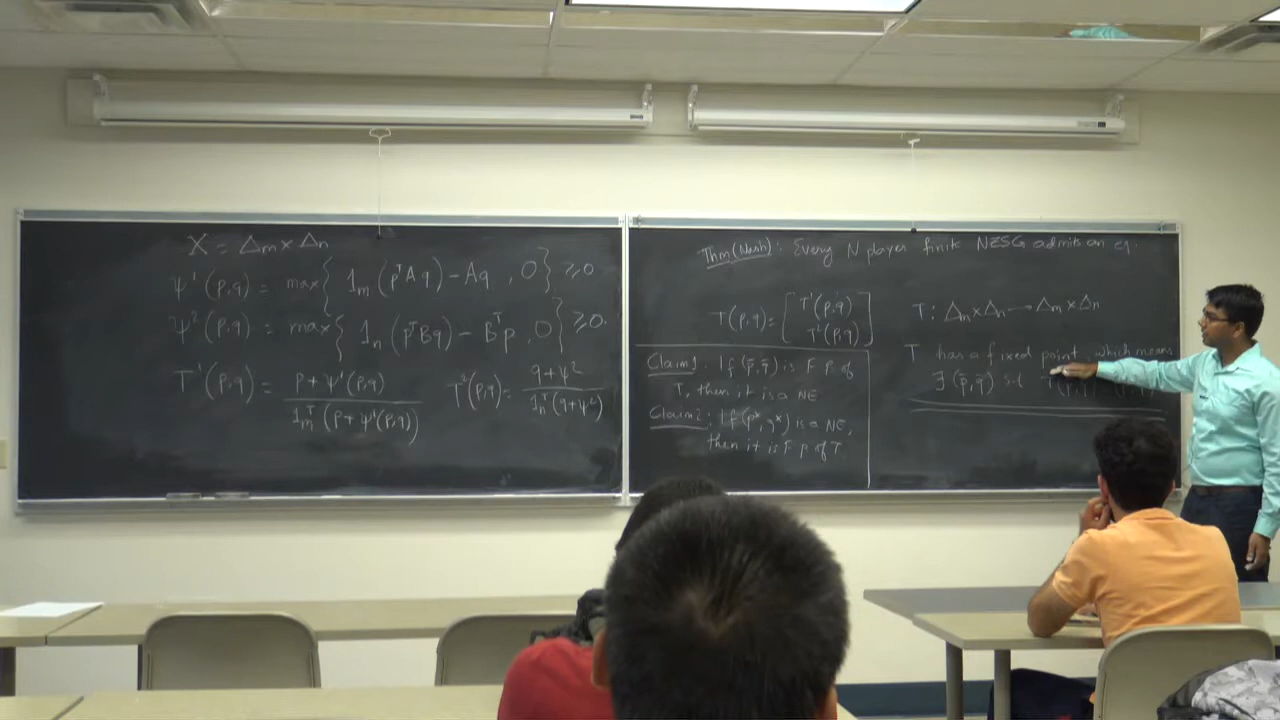 X = Δm × Δn
Ψ¹(p,q) = max{ 1m (pᵀAq) − Aq , 0 } ≥ 0
Ψ²(p,q) = max{ 1n (pᵀBq) − Bᵀp , 0 } ≥ 0.
T¹(p,q) = p + Ψ¹(p,q) / 1mᵀ (p + Ψ¹(p,q)) T²(p,q) = q + Ψ² / 1nᵀ (q + Ψ²)
Thm (Nash) : Every N player finite NZSG admits an eq.
T(p,q) = [ T¹(p,q)
T²(p,q) ]
Claim1 : If (p̄, q̄) is F P of
T, then it is a NE
Claim2 : If (p*, q*) is a NE,
then it is F p of T
T : Δm × Δn → Δm × Δn
T has a fixed point which means
∃ (p̄, q̄) s.t